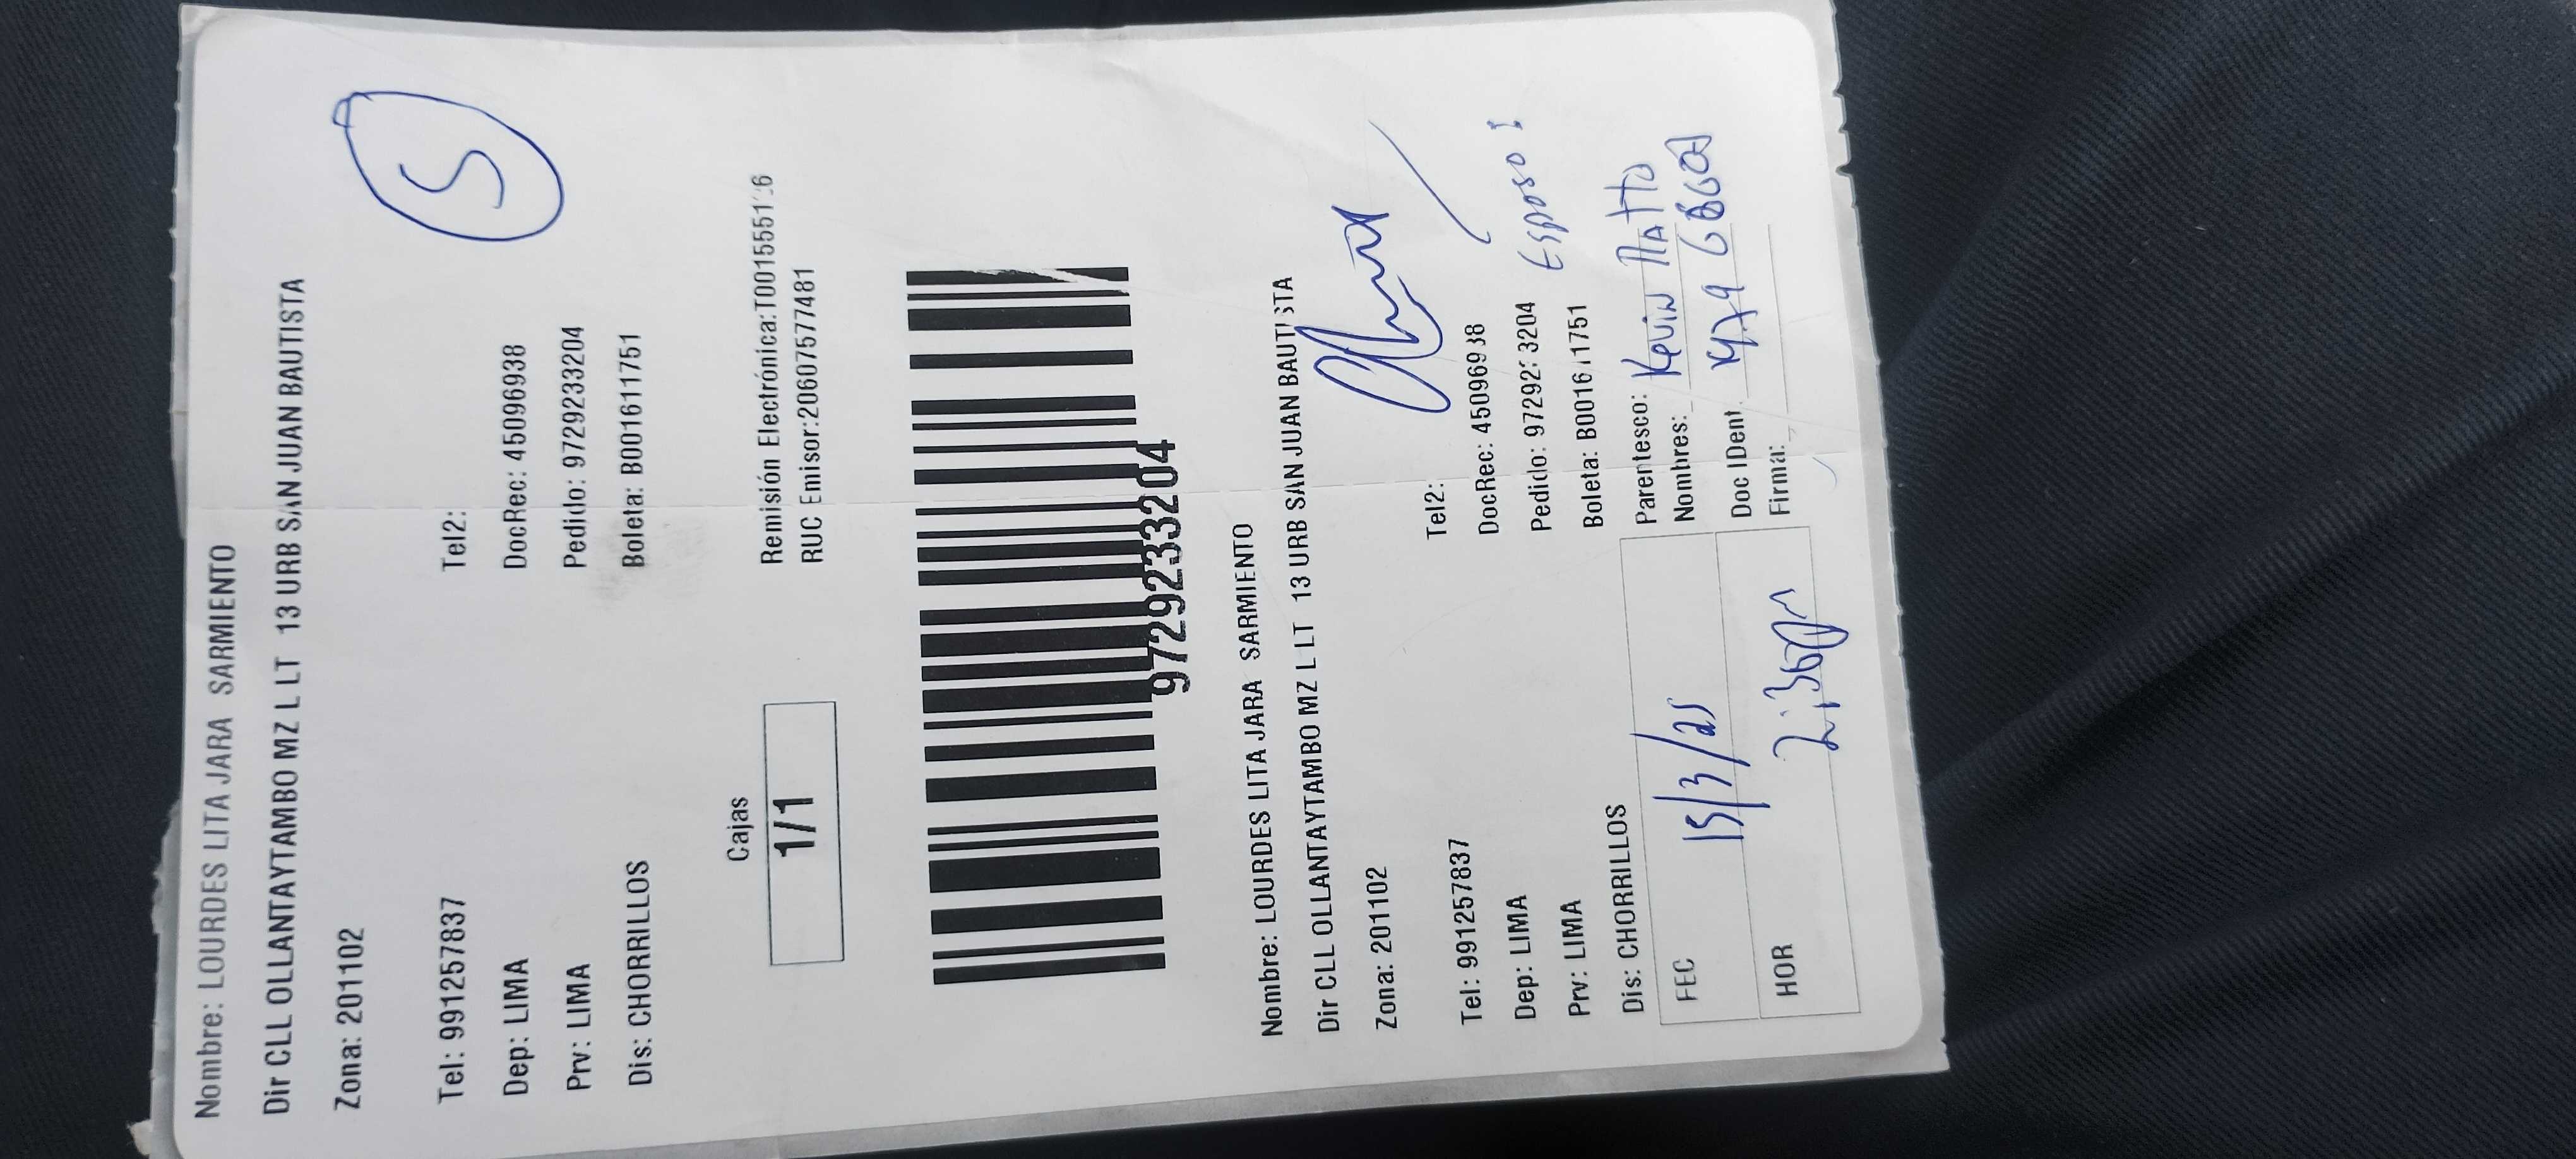 Nombre: LOURDES LITA JARA SARMIENTO
Dir CLL OLLANTAYTAMBO MZ L LT 13 URB SAN JUAN BAUTISTA
Zona: 201102
S
Tel: 991257837 Tel2:
Dep: LIMA DocRec: 45096938
Prv: LIMA Pedido: 9729233204
Dis: CHORRILLOS Boleta: B001611751
Cajas
1/1
Remisión Electrónica:
RUC Emisor:20607577481
9729233204
Nombre: LOURDES LITA JARA SARMIENTO
Dir CLL OLLANTAYTAMBO MZ L LT 13 URB SAN JUAN BAUTISTA
Zona: 201102
Tel: 991257837 Tel2:
Dep: LIMA DocRec: 45096938
Prv: LIMA Pedido: 9729233204 Esposo
Dis: CHORRILLOS Boleta: B001611751
FEC 15/3/25
Parentesco: Kevin Matto
Nombres:
HOR
Doc IDent
Firma: